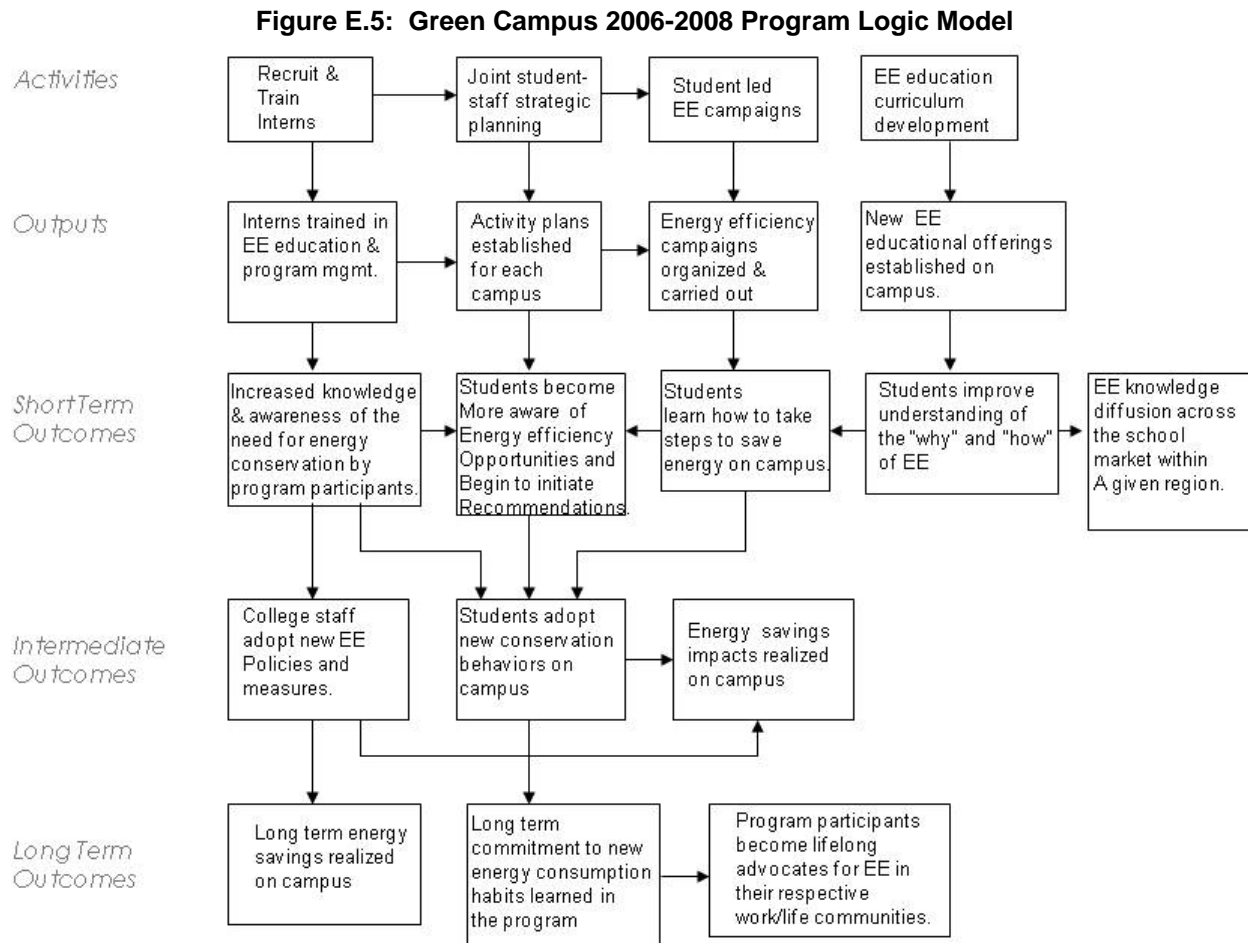 Figure E.5: Green Campus 2006-2008 Program Logic Model
Activities
Recruit &
Train
Interns
Joint student-
staff strategic
planning
Student led
EE campaigns
EE education
curriculum
development
Outputs
Interns trained in
EE education &
program mgmt.
Activity plans
established
for each
campus
Energy efficiency
campaigns
organized &
carried out
New EE
educational offerings
established on
campus.
Short Term
Outcomes
Increased knowledge
& awareness of the
need for energy
conservation by
program participants.
Students become
More aware of
Energy efficiency
Opportunities and
Begin to initiate
Recommendations.
Students
learn how to take
steps to save
energy on campus.
Students improve
understanding of
the "why" and "how"
of EE
EE knowledge
diffusion across
the school
market within
A given region.
Intermediate
Outcomes
College staff
adopt new EE
Policies and
measures.
Students adopt
new conservation
behaviors on
campus
Energy savings
impacts realized
on campus
Long Term
Outcomes
Long term energy
savings realized
on campus
Long term
commitment to new
energy consumption
habits learned in
the program
Program participants
become lifelong
advocates for EE in
their respective
work/life communities.